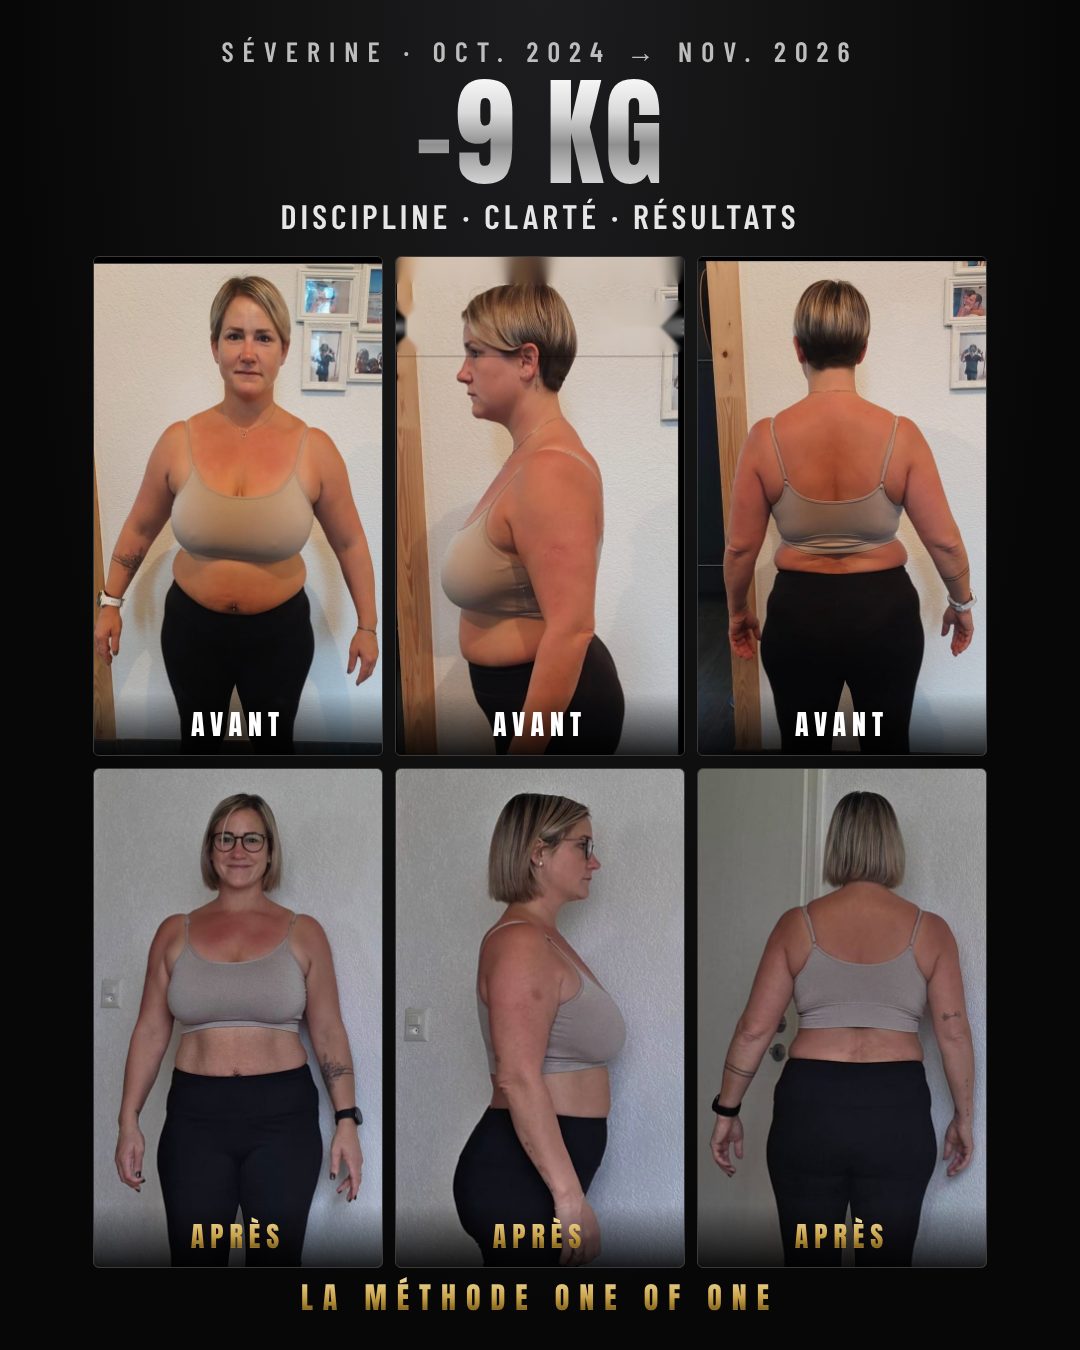 SÉVERINE · OCT. 2024 → NOV. 2026
-9 KG
DISCIPLINE · CLARTÉ · RÉSULTATS
AVANT
AVANT
AVANT
APRÈS
APRÈS
APRÈS
LA MÉTHODE ONE OF ONE